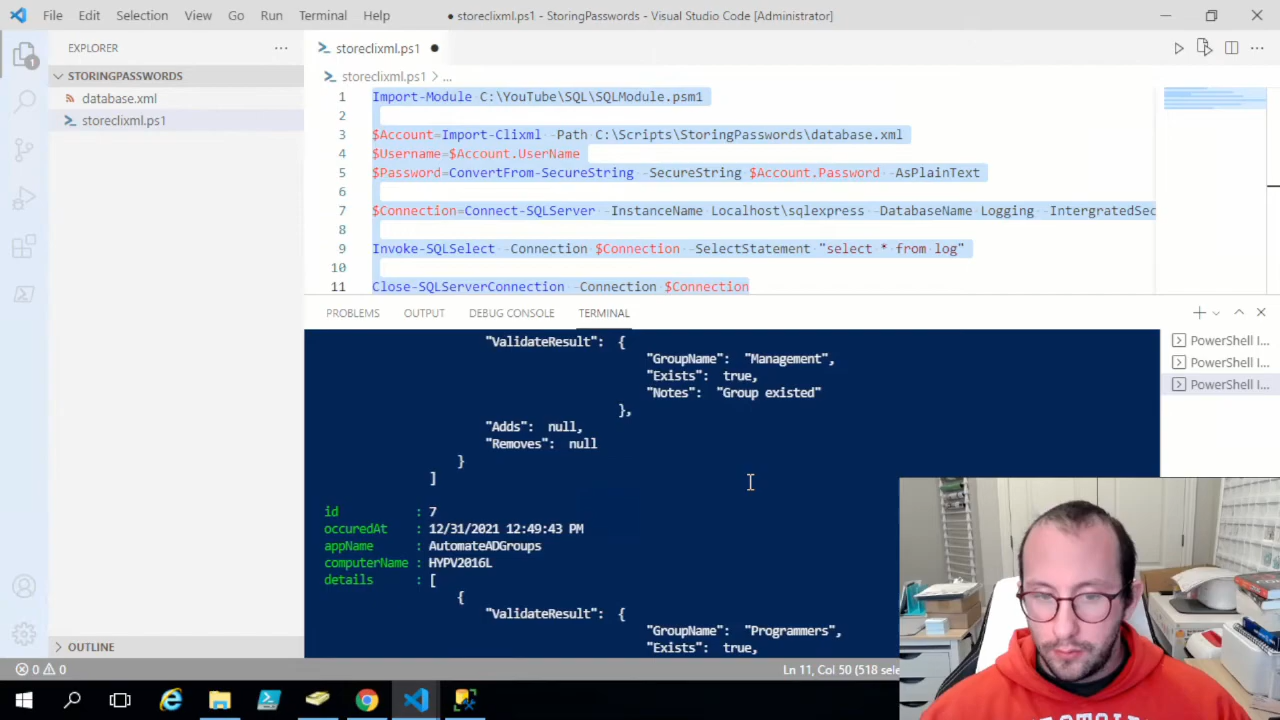 File Edit Selection View Go Run Terminal Help
● storeclixml.ps1 - StoringPasswords - Visual Studio Code [Administrator]
EXPLORER ···
STORINGPASSWORDS
database.xml
storeclixml.ps1
OUTLINE
1
storeclixml.ps1 ●
storeclixml.ps1 > ...
1 Import-Module C:\YouTube\SQL\SQLModule.psm1
2
3 $Account=Import-Clixml -Path C:\Scripts\StoringPasswords\database.xml
4 $Username=$Account.UserName
5 $Password=ConvertFrom-SecureString -SecureString $Account.Password -AsPlainText
6
7 $Connection=Connect-SQLServer -InstanceName Localhost\sqlexpress -DatabaseName Logging -IntergratedSec
8
9 Invoke-SQLSelect -Connection $Connection -SelectStatement "select * from log"
10
11 Close-SQLServerConnection -Connection $Connection
PROBLEMS OUTPUT DEBUG CONSOLE TERMINAL
"ValidateResult": {
"GroupName": "Management",
"Exists": true,
"Notes": "Group existed"
},
"Adds": null,
"Removes": null
}
]
id : 7
occuredAt : 12/31/2021 12:49:43 PM
appName : AutomateADGroups
computerName : HYPV2016L
details : [
{
"ValidateResult": {
"GroupName": "Programmers",
"Exists": true,
PowerShell I...
PowerShell I...
PowerShell I...
0 0
Ln 11, Col 50 (518 sele